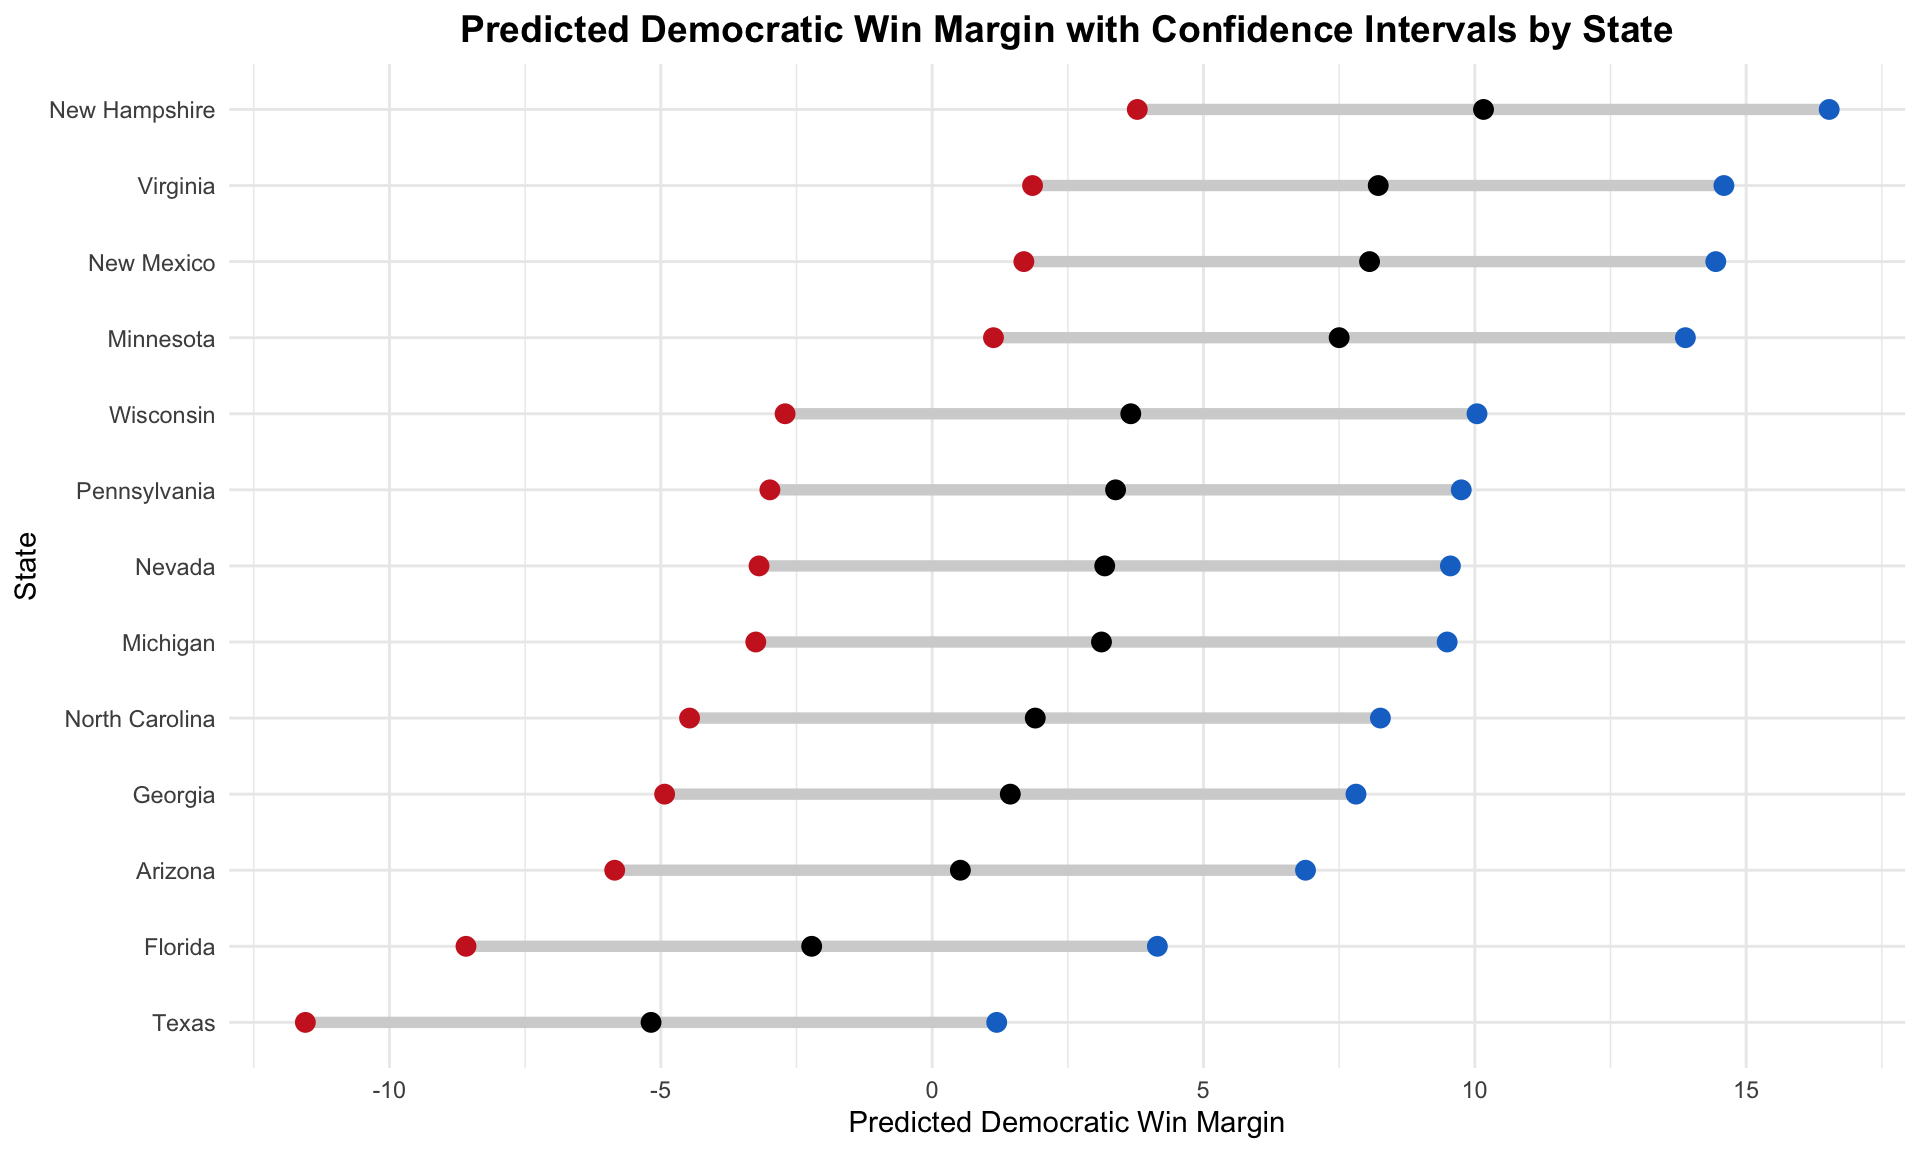 Predicted Democratic Win Margin with Confidence Intervals by State
State
New Hampshire
Virginia
New Mexico
Minnesota
Wisconsin
Pennsylvania
Nevada
Michigan
North Carolina
Georgia
Arizona
Florida
Texas
-10 -5 0 5 10 15
Predicted Democratic Win Margin